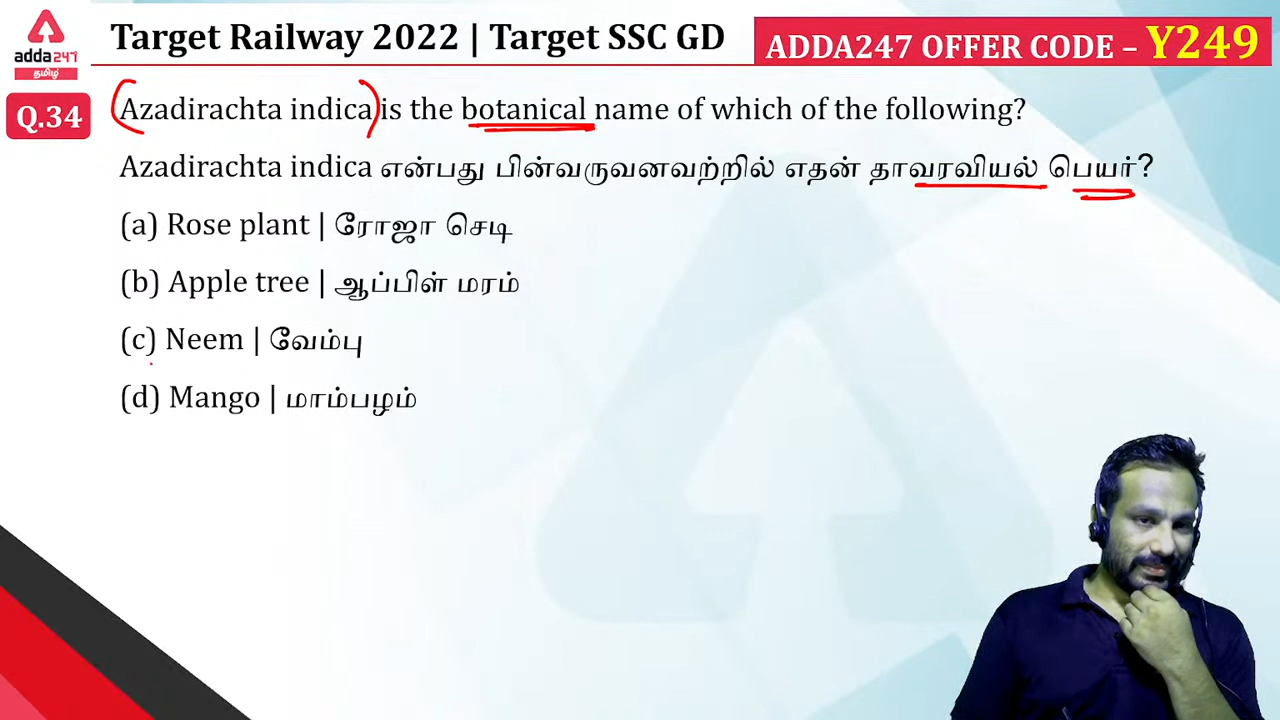 adda247
தமிழ்
Target Railway 2022 | Target SSC GD
ADDA247 OFFER CODE – Y249
Q.34
Azadirachta indica is the botanical name of which of the following?
Azadirachta indica என்பது பின்வருவனவற்றில் எதன் தாவரவியல் பெயர்?
(a) Rose plant | ரோஜா செடி
(b) Apple tree | ஆப்பிள் மரம்
(c) Neem | வேம்பு
(d) Mango | மாம்பழம்